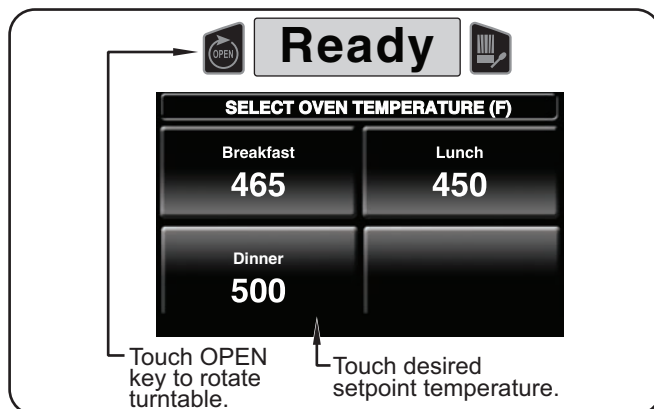 OPEN
Ready
SELECT OVEN TEMPERATURE (F)
Breakfast
465
Lunch
450
Dinner
500
Touch OPEN
key to rotate
turntable.
Touch desired
setpoint temperature.